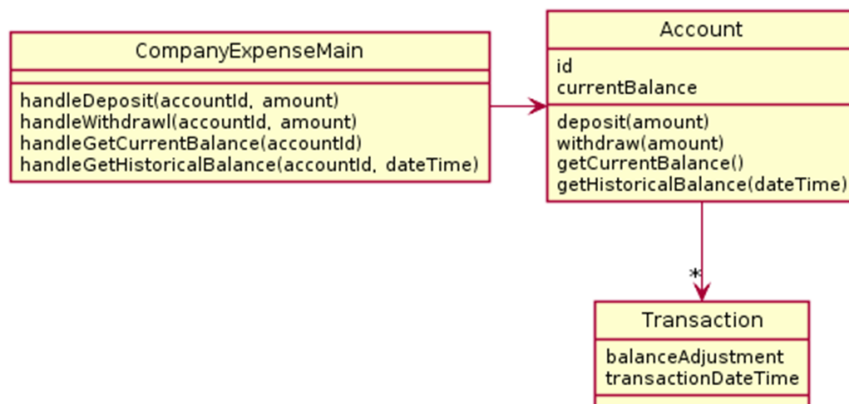 CompanyExpenseMain
handleDeposit(accountId, amount)
handleWithdrawl(accountId, amount)
handleGetCurrentBalance(accountId)
handleGetHistoricalBalance(accountId, dateTime)
Account
id
currentBalance
deposit(amount)
withdraw(amount)
getCurrentBalance()
getHistoricalBalance(dateTime)
*
Transaction
balanceAdjustment
transactionDateTime